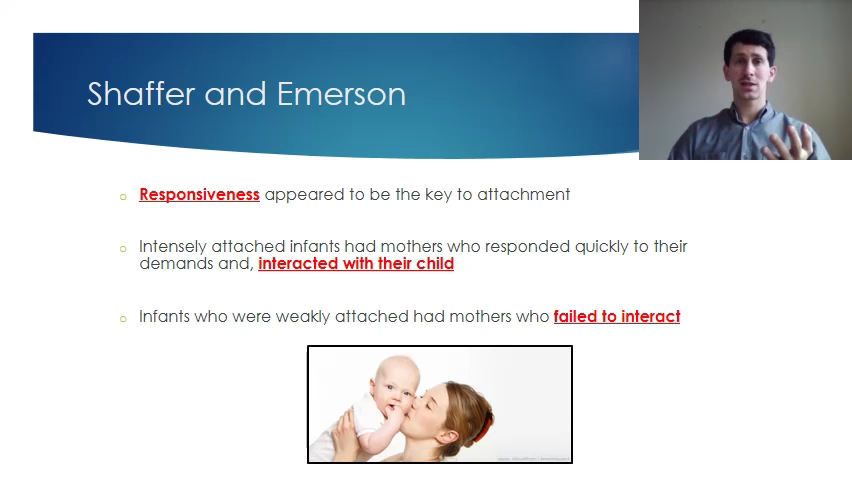 Shaffer and Emerson
Responsiveness appeared to be the key to attachment
Intensely attached infants had mothers who responded quickly to their
demands and, interacted with their child
Infants who were weakly attached had mothers who failed to interact